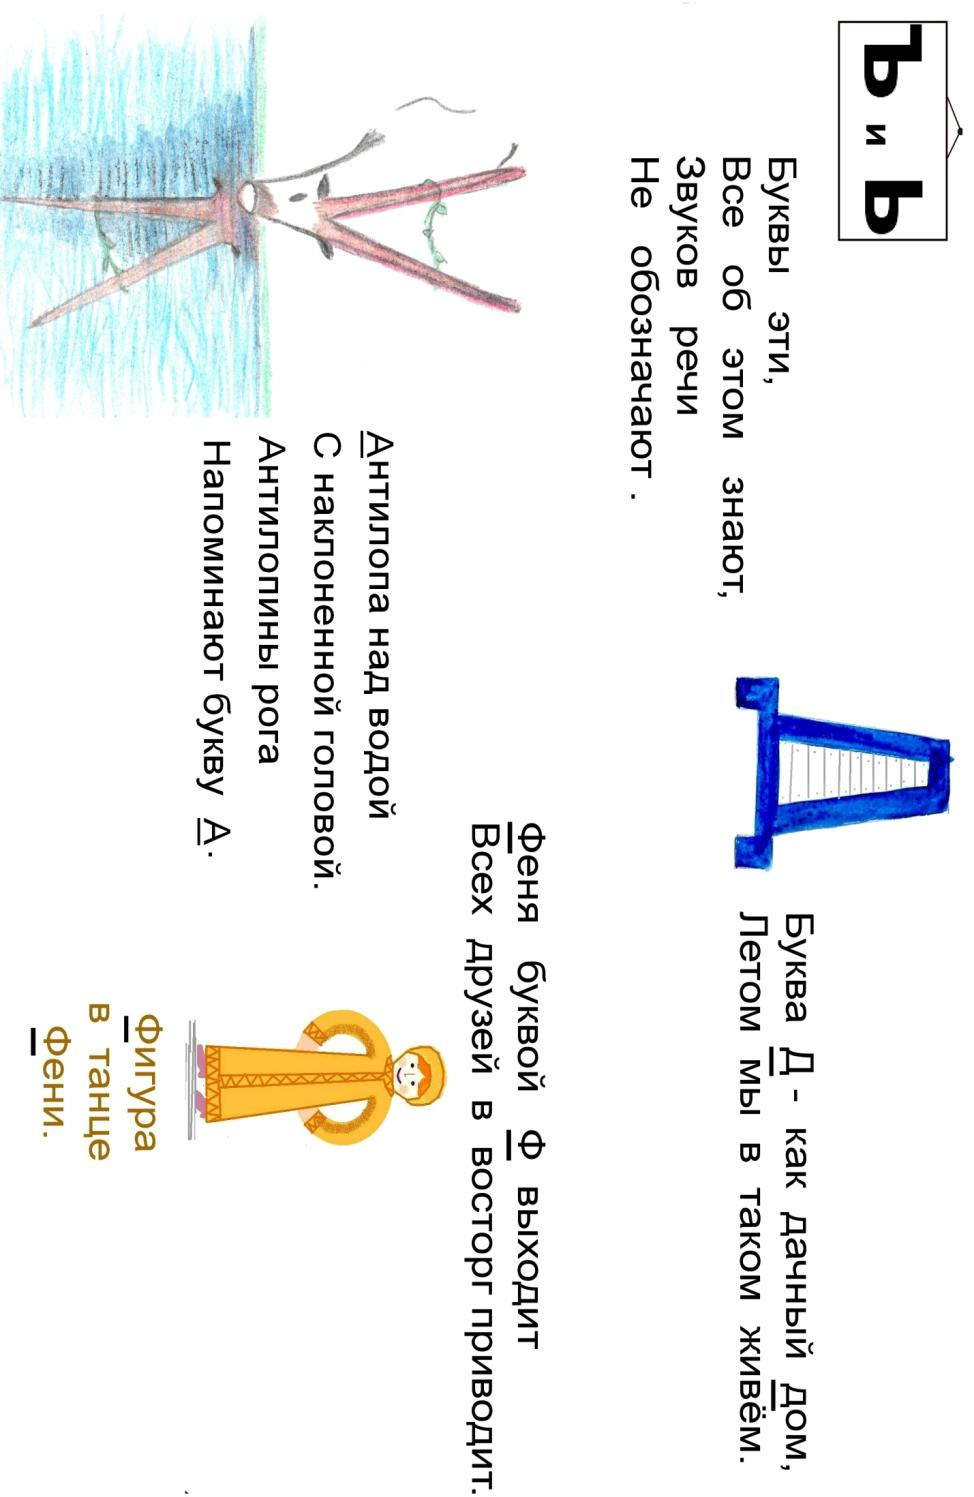 Ъ и Ь
Буквы эти,
Все об этом знают,
Звуков речи
Не обозначают .
Буква Д - как дачный дом,
Летом мы в таком живём.
Антилопа над водой
С наклоненной головой.
Антилопины рога
Напоминают букву А.
Феня буквой Ф выходит
Всех друзей в восторг приводит.
Фигура
в танце
Фени.